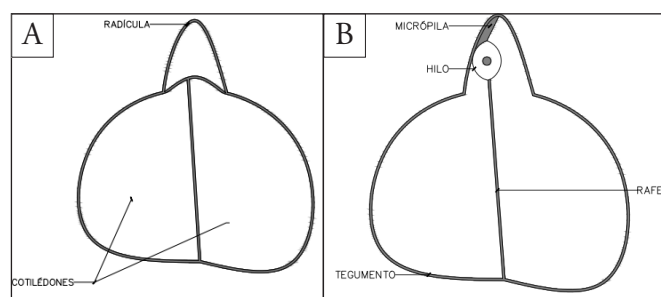 A
RADÍCULA
COTILÉDONES
B
MICRÓPILA
HILO
RAFE
TEGUMENTO